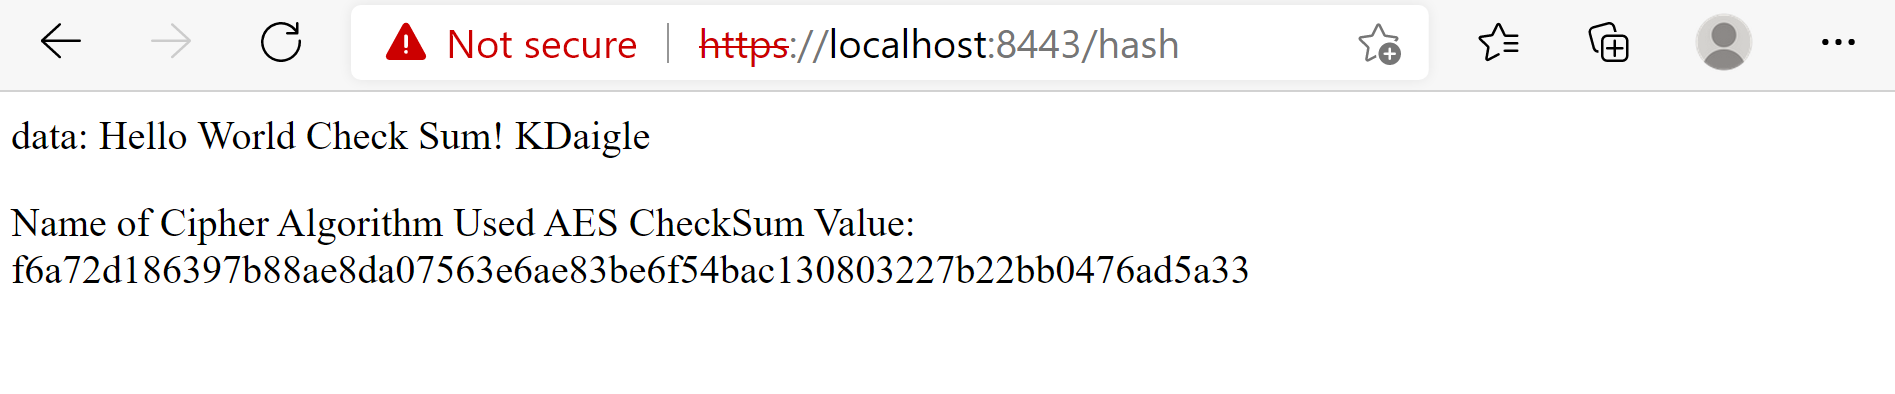 Not secure https://localhost:8443/hash
data: Hello World Check Sum! KDaigle
Name of Cipher Algorithm Used AES CheckSum Value:
f6a72d186397b88ae8da07563e6ae83be6f54bac130803227b22bb0476ad5a33